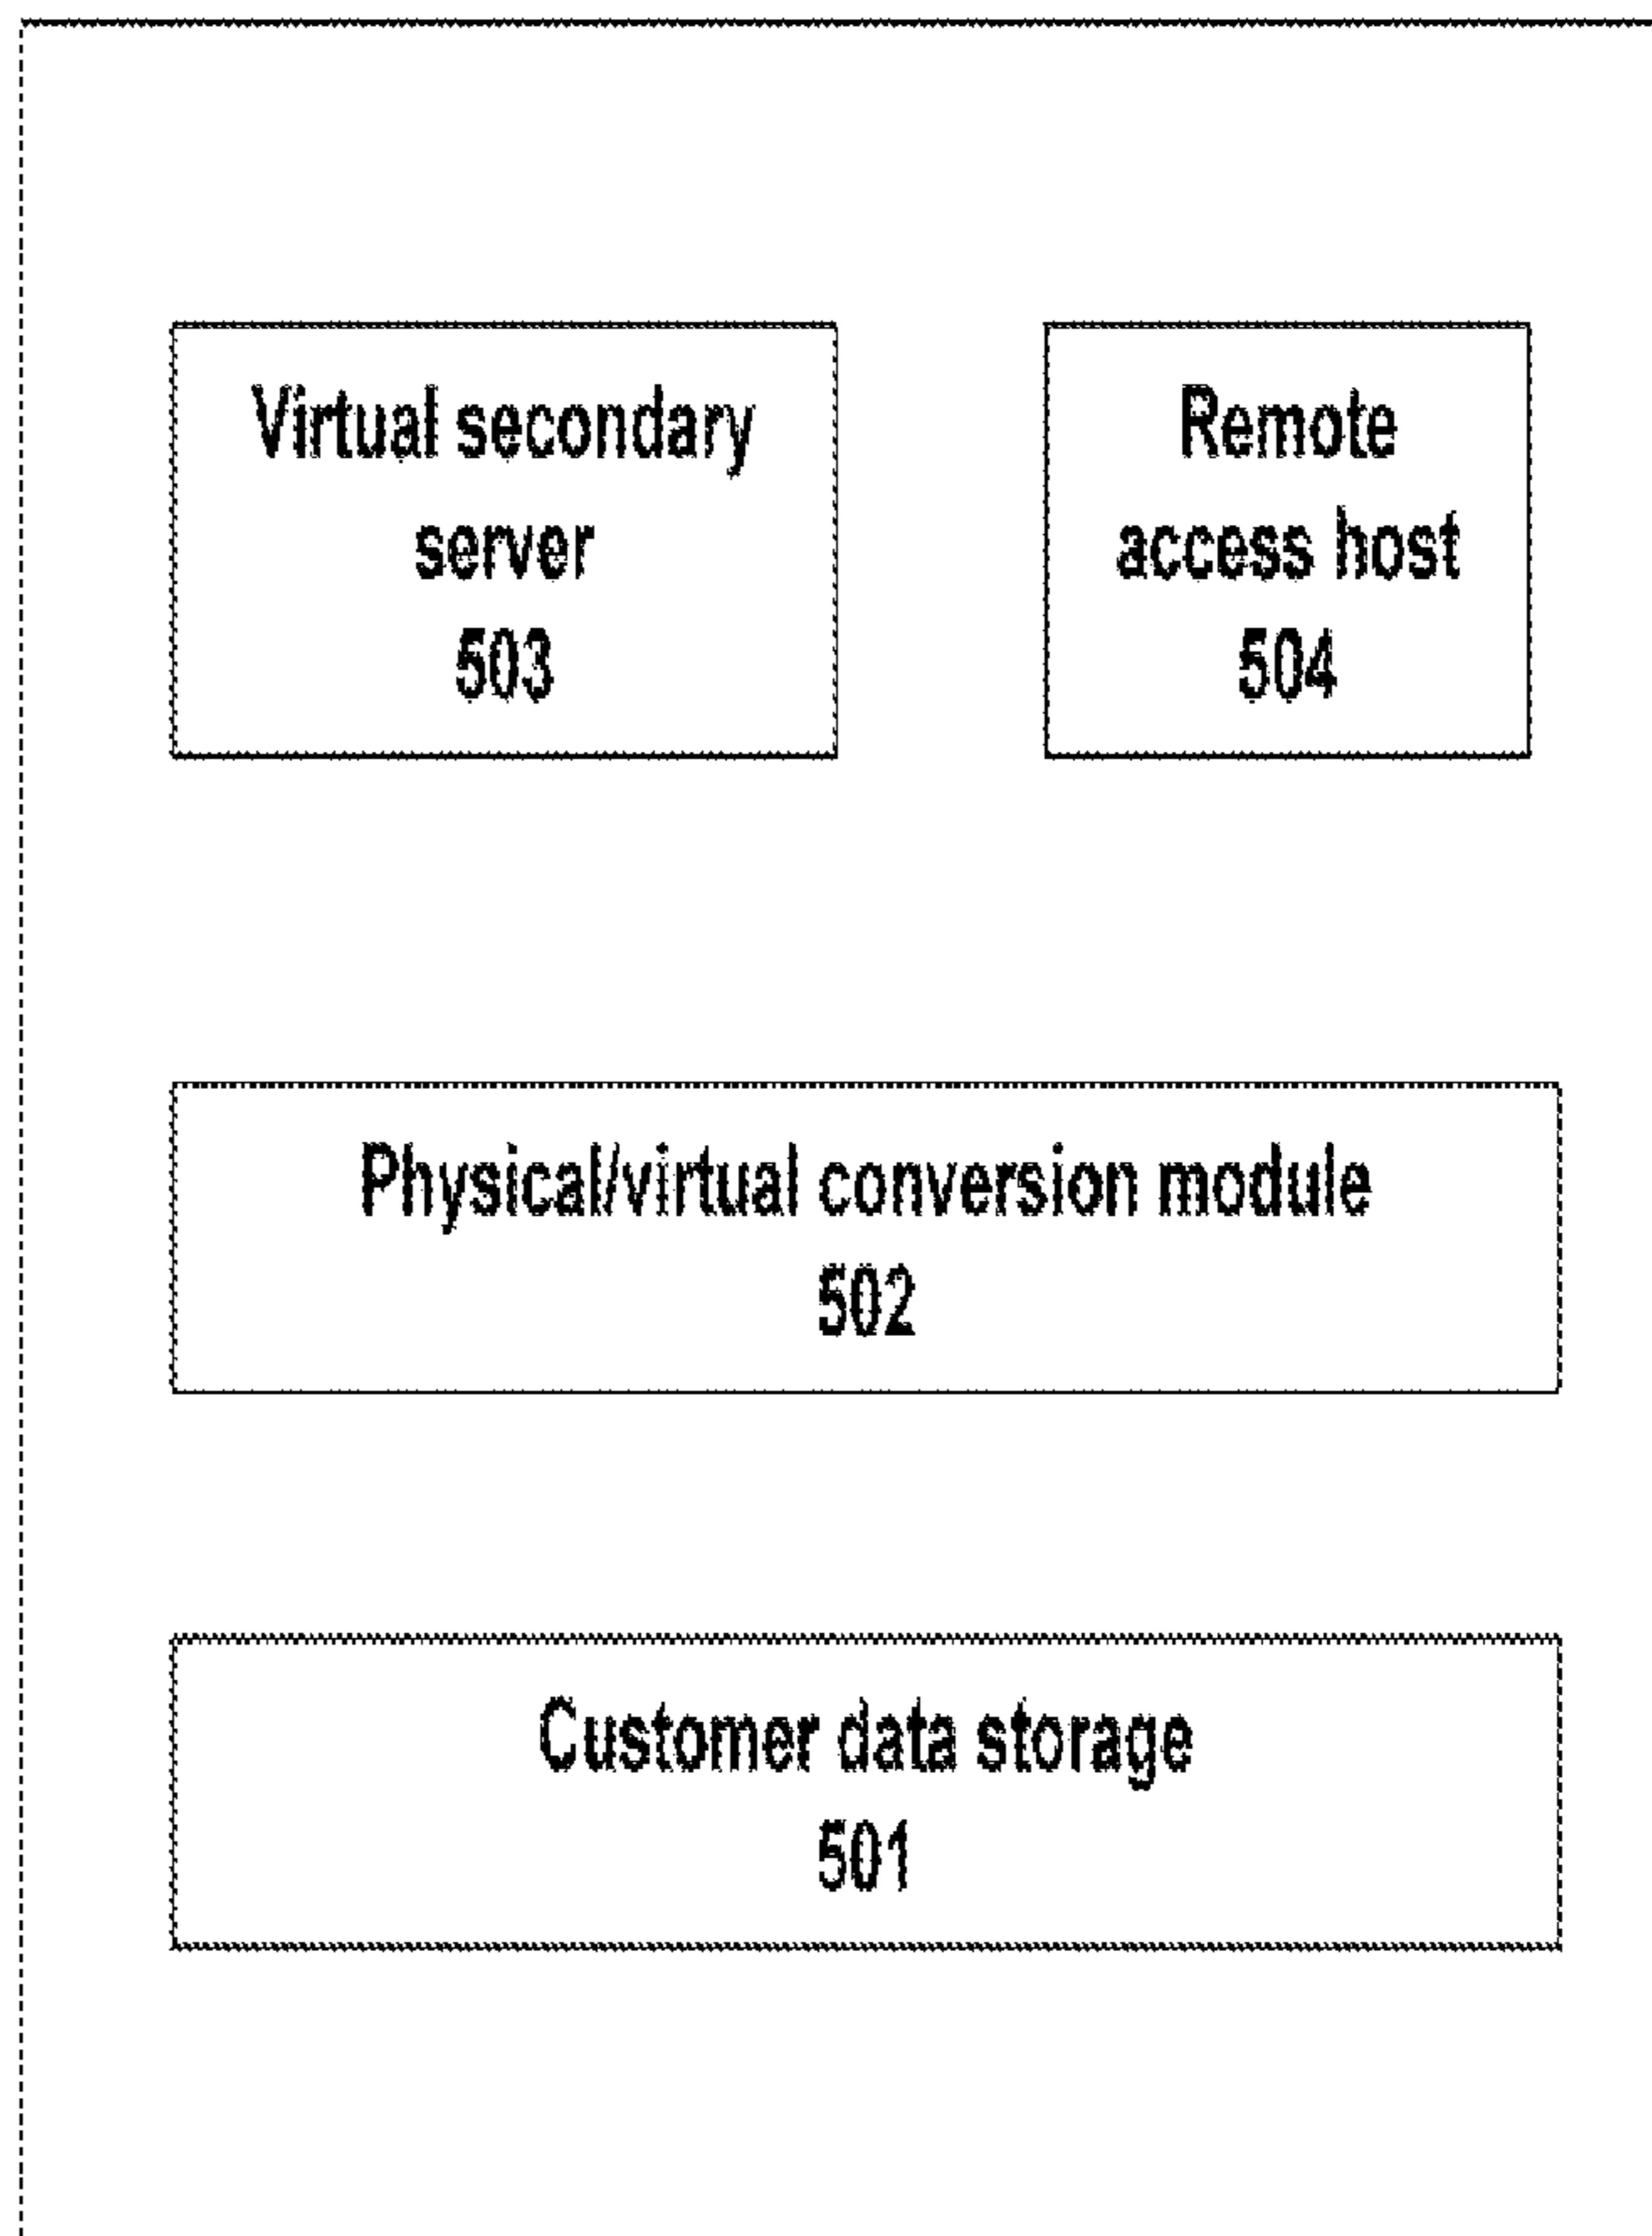 Virtual secondary
server
503
Remote
access host
504
Physical/virtual conversion module
502
Customer data storage
501